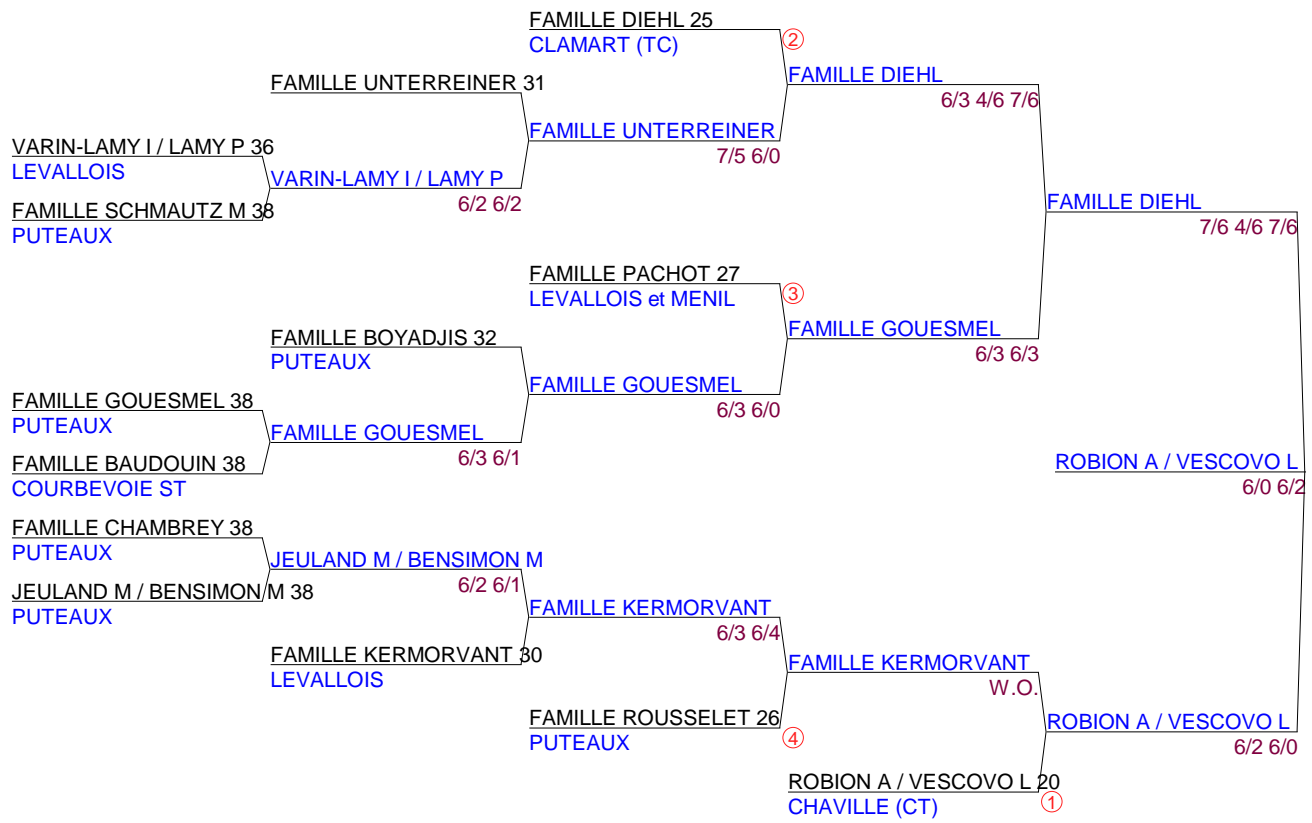 FAMILLE DIEHL 25
CLAMART (TC)
②
FAMILLE UNTERREINER 31
FAMILLE DIEHL
6/3 4/6 7/6
VARIN-LAMY I / LAMY P 36
LEVALLOIS
FAMILLE UNTERREINER
7/5 6/0
VARIN-LAMY I / LAMY P
6/2 6/2
FAMILLE SCHMAUTZ M 38
PUTEAUX
FAMILLE DIEHL
7/6 4/6 7/6
FAMILLE PACHOT 27
LEVALLOIS et MENIL
③
FAMILLE BOYADJIS 32
PUTEAUX
FAMILLE GOUESMEL
6/3 6/3
FAMILLE GOUESMEL 38
PUTEAUX
FAMILLE GOUESMEL
6/3 6/0
FAMILLE GOUESMEL
6/3 6/1
FAMILLE BAUDOUIN 38
COURBEVOIE ST
ROBION A / VESCOVO L
6/0 6/2
FAMILLE CHAMBREY 38
PUTEAUX
JEULAND M / BENSIMON M
6/2 6/1
JEULAND M / BENSIMON M 38
PUTEAUX
FAMILLE KERMORVANT
6/3 6/4
FAMILLE KERMORVANT 30
LEVALLOIS
FAMILLE KERMORVANT
W.O.
FAMILLE ROUSSELET 26
PUTEAUX
④
ROBION A / VESCOVO L
6/2 6/0
ROBION A / VESCOVO L 20
CHAVILLE (CT)
①